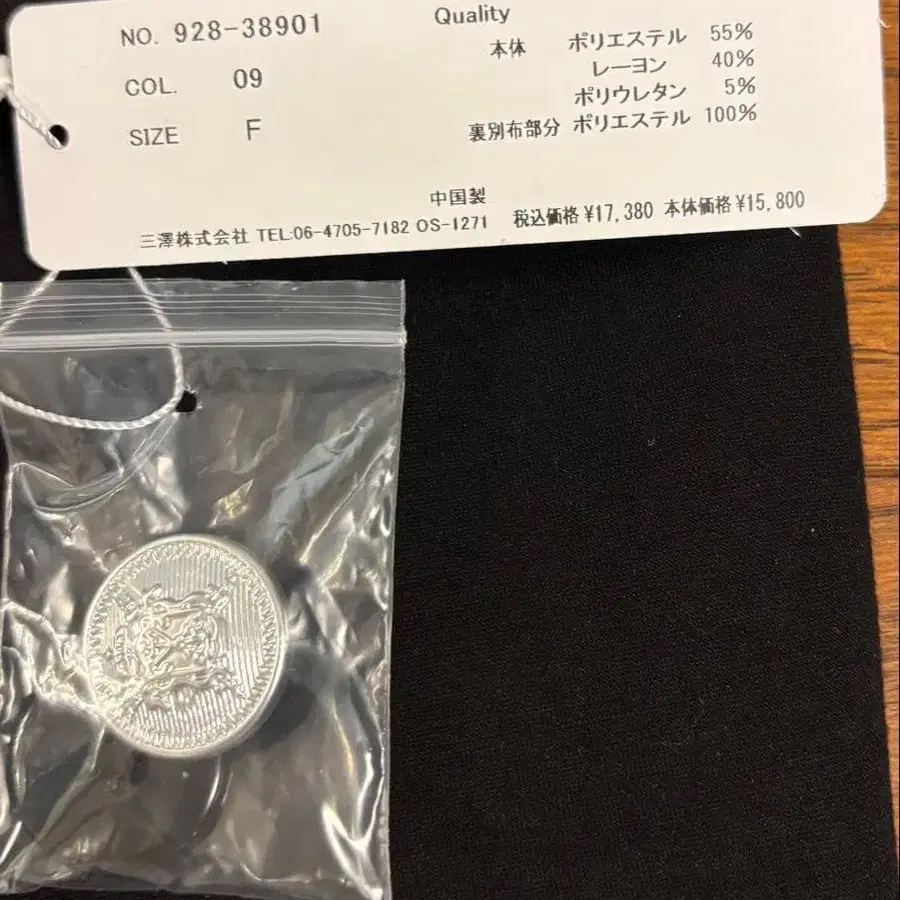 NO. 928-38901
COL. 09
SIZE F
Quality
本体 ポリエステル 55%
レーヨン 40%
ポリウレタン 5%
裏別布部分 ポリエステル 100%
中国製
三澤株式会社 TEL:06-4705-7182 OS-1271 税込価格 ¥17,380 本体価格 ¥15,800